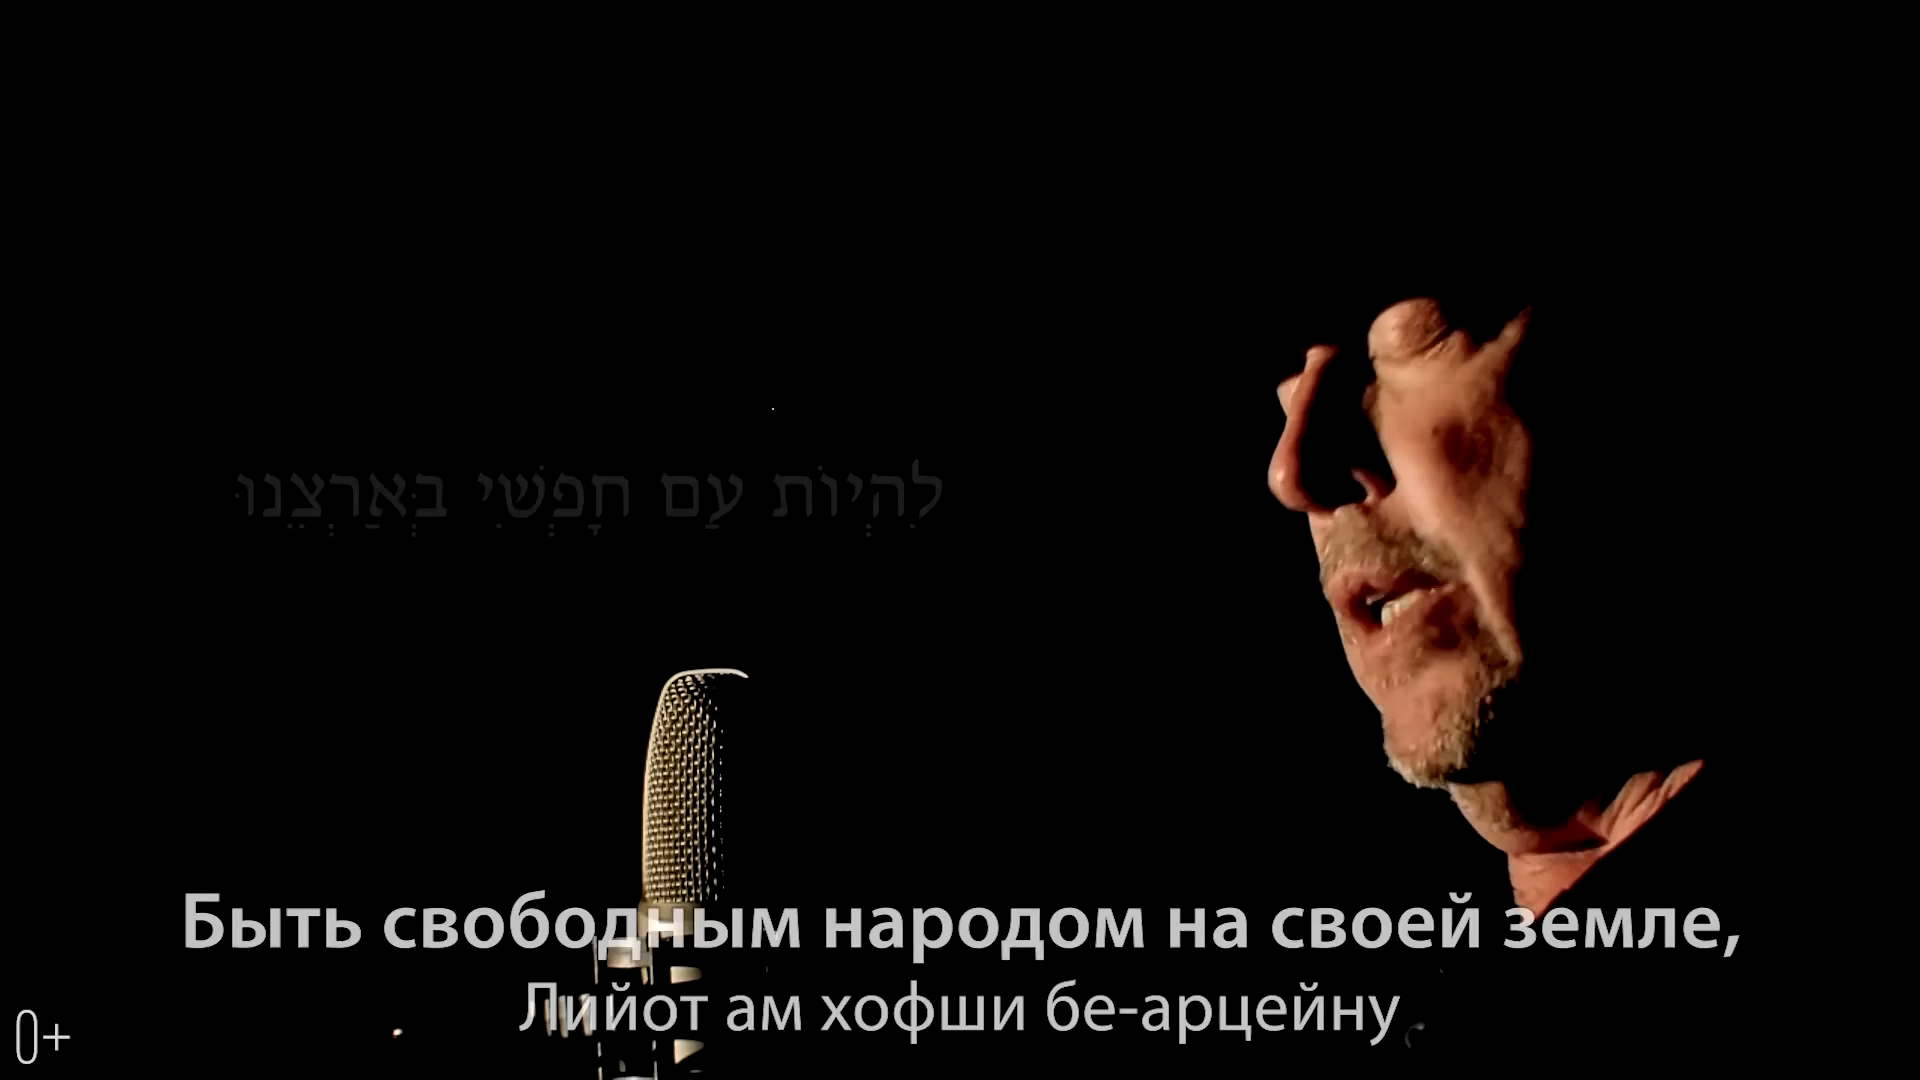 לִהְיוֹת עַם חָפְשִׁי בְּאַרְצֵנוּ
Быть свободным народом на своей земле,
Лийот ам хофши бе-арцейну
0+